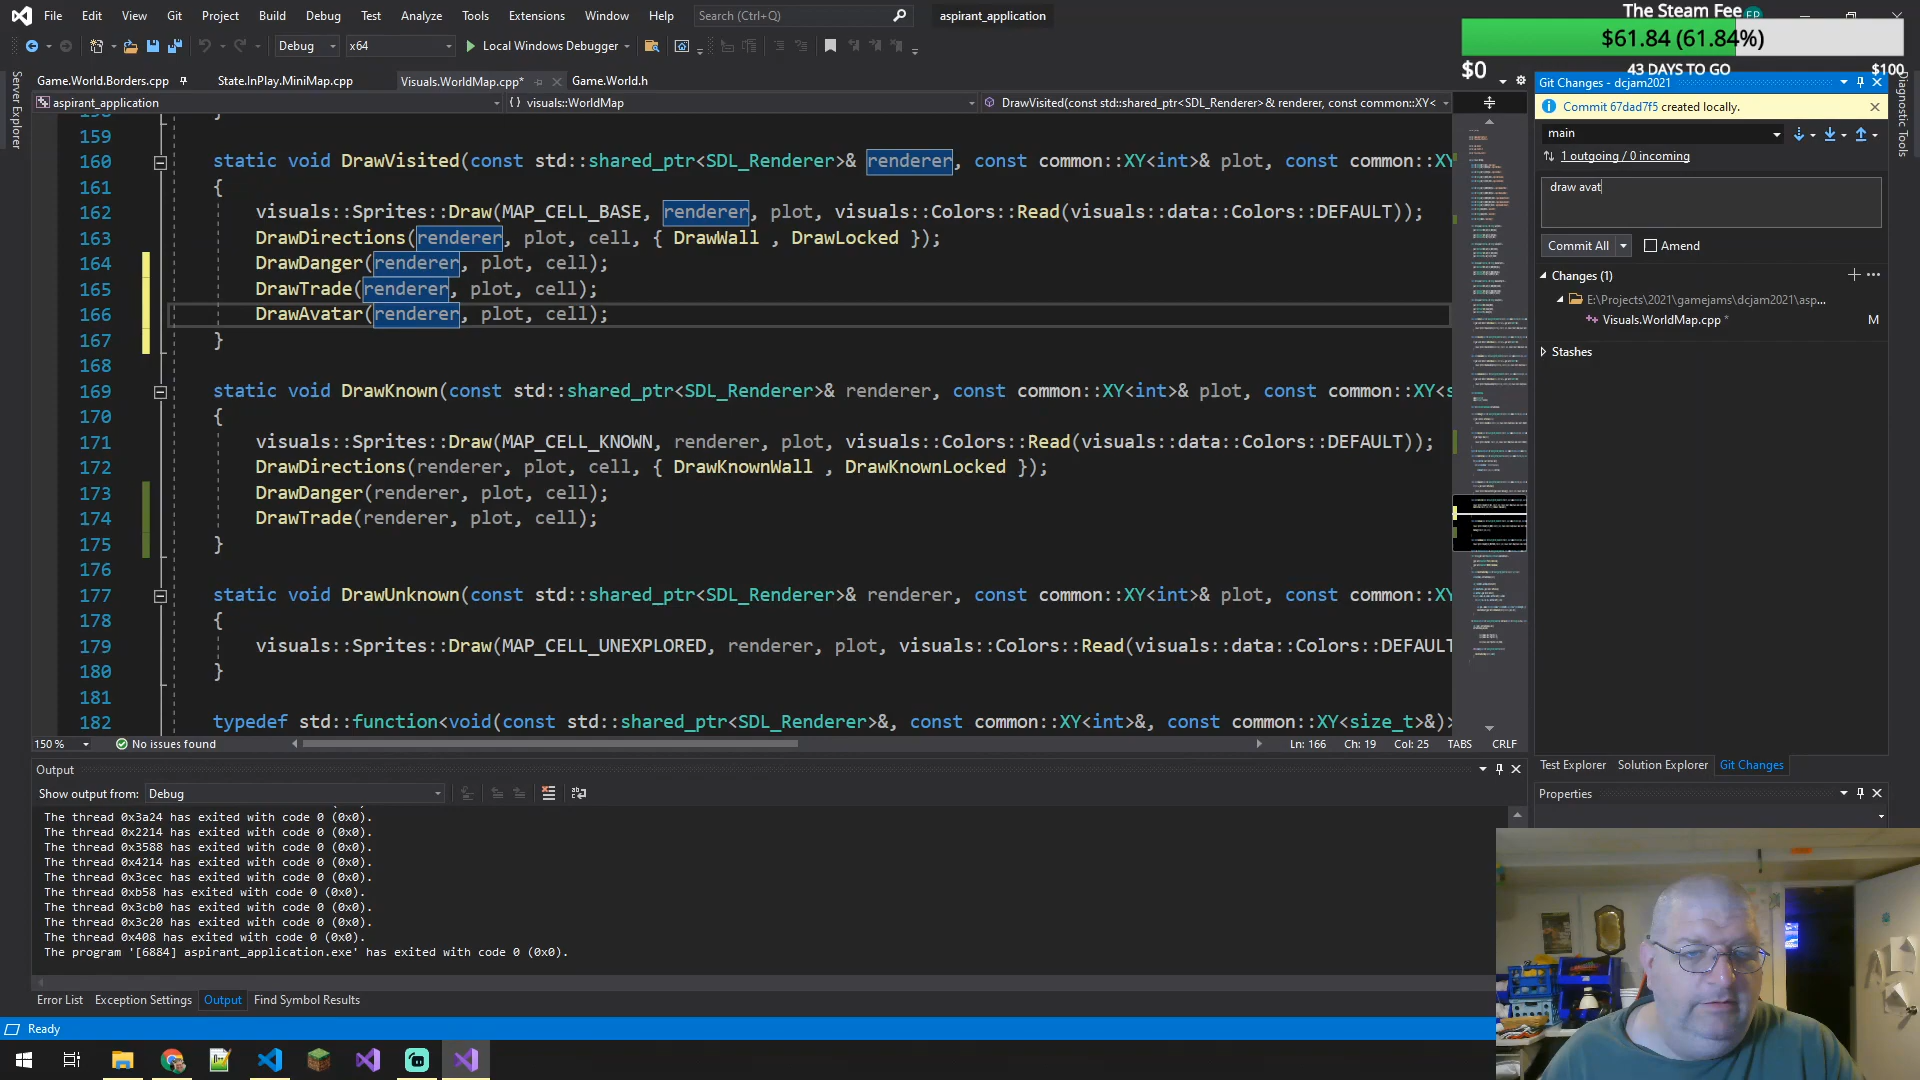 File Edit View Git Project Build Debug Test Analyze Tools Extensions Window Help Search (Ctrl+Q) aspirant_application
The Steam Fee
$61.84 (61.84%)
$0 43 DAYS TO GO $100
Debug x64 Local Windows Debugger
Game.World.Borders.cpp State.InPlay.MiniMap.cpp Visuals.WorldMap.cpp* Game.World.h
aspirant_application {} visuals::WorldMap DrawVisited(const std::shared_ptr<SDL_Renderer>& renderer, const common::XY<
Server Explorer
Diagnostic Tools
159
160 static void DrawVisited(const std::shared_ptr<SDL_Renderer>& renderer, const common::XY<int>& plot, const common::XY
161 {
162 visuals::Sprites::Draw(MAP_CELL_BASE, renderer, plot, visuals::Colors::Read(visuals::data::Colors::DEFAULT));
163 DrawDirections(renderer, plot, cell, { DrawWall , DrawLocked });
164 DrawDanger(renderer, plot, cell);
165 DrawTrade(renderer, plot, cell);
166 DrawAvatar(renderer, plot, cell);
167 }
168
169 static void DrawKnown(const std::shared_ptr<SDL_Renderer>& renderer, const common::XY<int>& plot, const common::XY<s
170 {
171 visuals::Sprites::Draw(MAP_CELL_KNOWN, renderer, plot, visuals::Colors::Read(visuals::data::Colors::DEFAULT));
172 DrawDirections(renderer, plot, cell, { DrawKnownWall , DrawKnownLocked });
173 DrawDanger(renderer, plot, cell);
174 DrawTrade(renderer, plot, cell);
175 }
176
177 static void DrawUnknown(const std::shared_ptr<SDL_Renderer>& renderer, const common::XY<int>& plot, const common::XY
178 {
179 visuals::Sprites::Draw(MAP_CELL_UNEXPLORED, renderer, plot, visuals::Colors::Read(visuals::data::Colors::DEFAULT
180 }
181
182 typedef std::function<void(const std::shared_ptr<SDL_Renderer>&, const common::XY<int>&, const common::XY<size_t>&)>
150 % No issues found Ln: 166 Ch: 19 Col: 25 TABS CRLF
Git Changes - dcjam2021
Commit 67dad7f5 created locally.
main
1 outgoing / 0 incoming
draw avat
Commit All Amend
Changes (1)
E:\Projects\2021\gamejams\dcjam2021\asp...
Visuals.WorldMap.cpp * M
Stashes
Test Explorer Solution Explorer Git Changes
Properties
Output
Show output from: Debug
The thread 0x3a24 has exited with code 0 (0x0).
The thread 0x2214 has exited with code 0 (0x0).
The thread 0x3588 has exited with code 0 (0x0).
The thread 0x4214 has exited with code 0 (0x0).
The thread 0x3cec has exited with code 0 (0x0).
The thread 0xb58 has exited with code 0 (0x0).
The thread 0x3cb0 has exited with code 0 (0x0).
The thread 0x3c20 has exited with code 0 (0x0).
The thread 0x408 has exited with code 0 (0x0).
The program '[6884] aspirant_application.exe' has exited with code 0 (0x0).
Error List Exception Settings Output Find Symbol Results
Ready